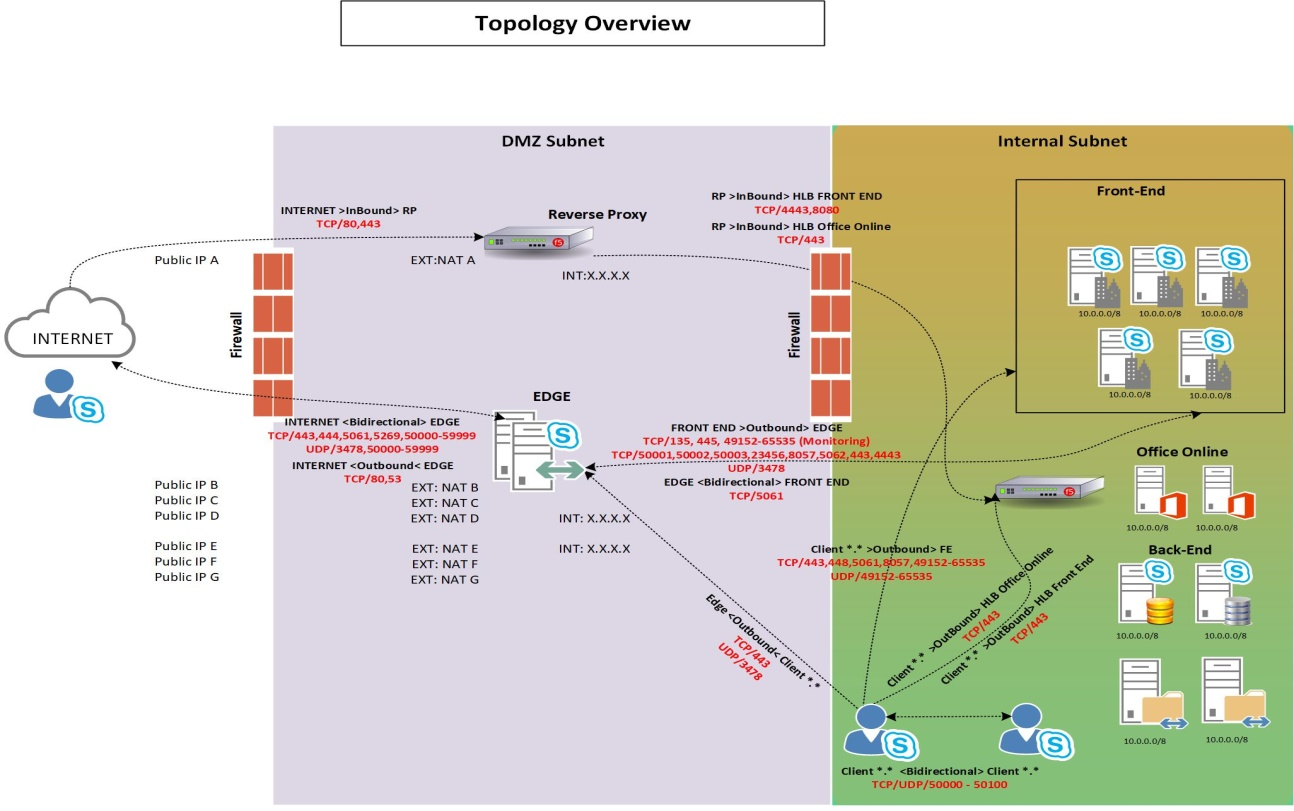 Topology Overview
DMZ Subnet
Internal Subnet
INTERNET >InBound> RP
TCP/80,443
Reverse Proxy
RP >InBound> HLB FRONT END
TCP/4443,8080
RP >InBound> HLB Office Online
TCP/443
Front-End
Public IP A
EXT:NAT A
f5
INT:X.X.X.X
Firewall
Firewall
S
S
S
10.0.0.0/8
10.0.0.0/8
10.0.0.0/8
INTERNET
S
S
S
10.0.0.0/8
10.0.0.0/8
EDGE
S
INTERNET <Bidirectional> EDGE
TCP/443,444,5061,5269,50000-59999
UDP/3478,50000-59999
INTERNET <Outbound< EDGE
TCP/80,53
FRONT END >Outbound> EDGE
TCP/135, 445, 49152-65535 (Monitoring)
TCP/50001,50002,50003,23456,8057,5062,443,4443
UDP/3478
EDGE <Bidirectional> FRONT END
TCP/5061
Office Online
f5
10.0.0.0/8
10.0.0.0/8
Public IP B
Public IP C
Public IP D
EXT: NAT B
EXT: NAT C
EXT: NAT D
INT: X.X.X.X
Public IP E
Public IP F
Public IP G
EXT: NAT E
EXT: NAT F
EXT: NAT G
INT: X.X.X.X
Client *.* >Outbound> FE
TCP/443,448,5061,8057,49152-65535
UDP/49152-65535
Back-End
S
S
10.0.0.0/8
10.0.0.0/8
Edge <Outbound< Client *.*
TCP/443
UDP/3478
Client *.* >OutBound> HLB Office Online
TCP/443
Client *.* >OutBound> HLB Front End
TCP/443
10.0.0.0/8
10.0.0.0/8
S
S
Client *.* <Bidirectional> Client *.*
TCP/UDP/50000 - 50100